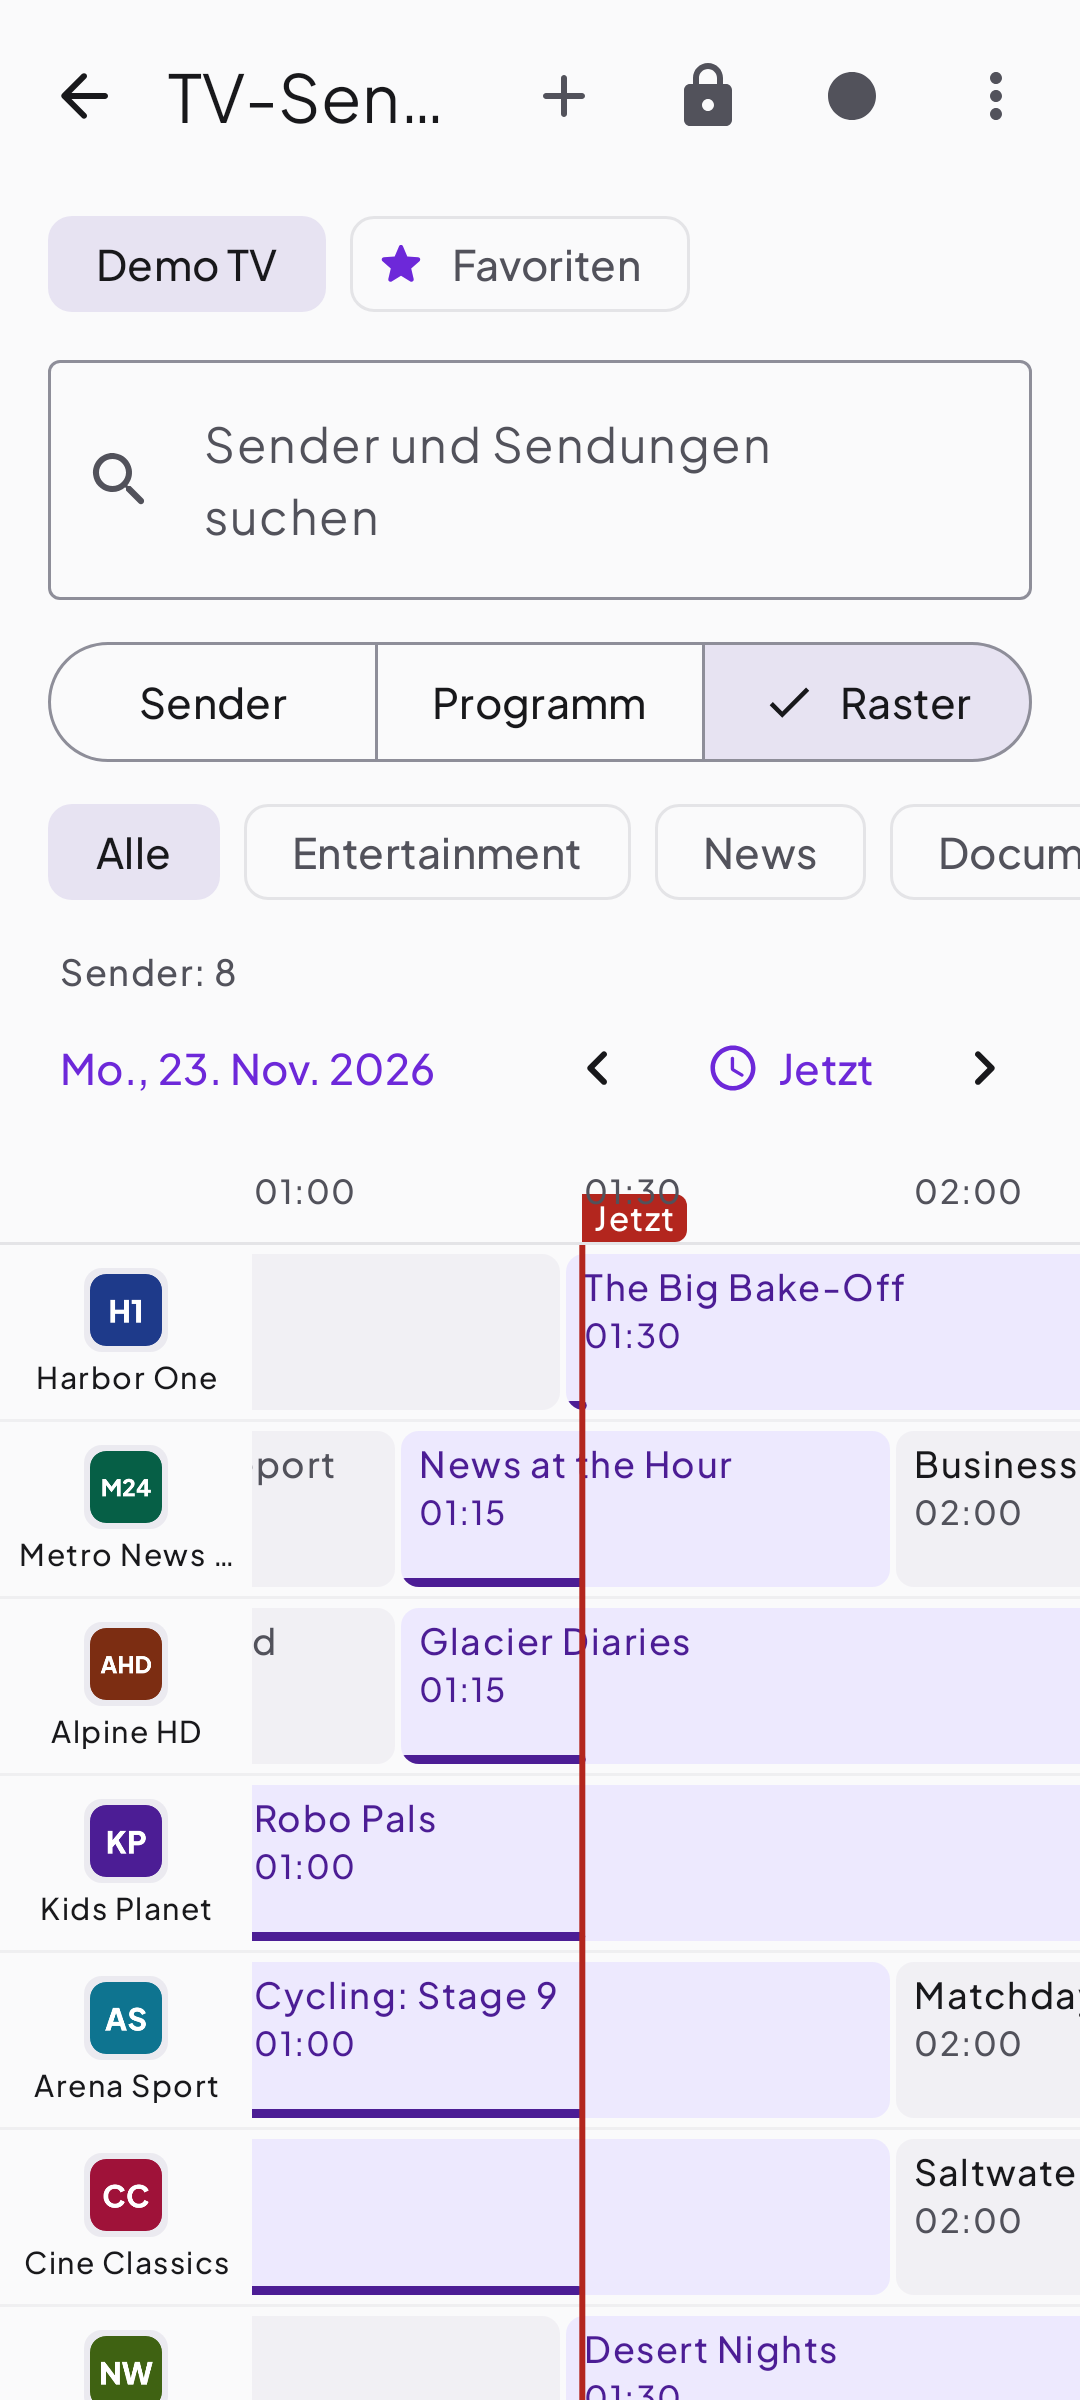 TV-Sen…
Demo TV
Favoriten
Sender und Sendungen
suchen
Sender
Programm
Raster
Alle
Entertainment
News
Docum
Sender: 8
Mo., 23. Nov. 2026
Jetzt
01:00
01:30
02:00
Jetzt
H1
Harbor One
The Big Bake-Off
01:30
M24
Metro News …
port
News at the Hour
01:15
Business
02:00
AHD
Alpine HD
d
Glacier Diaries
01:15
KP
Kids Planet
Robo Pals
01:00
AS
Arena Sport
Cycling: Stage 9
01:00
Matchday
02:00
CC
Cine Classics
Saltwate
02:00
NW
Desert Nights
01:30